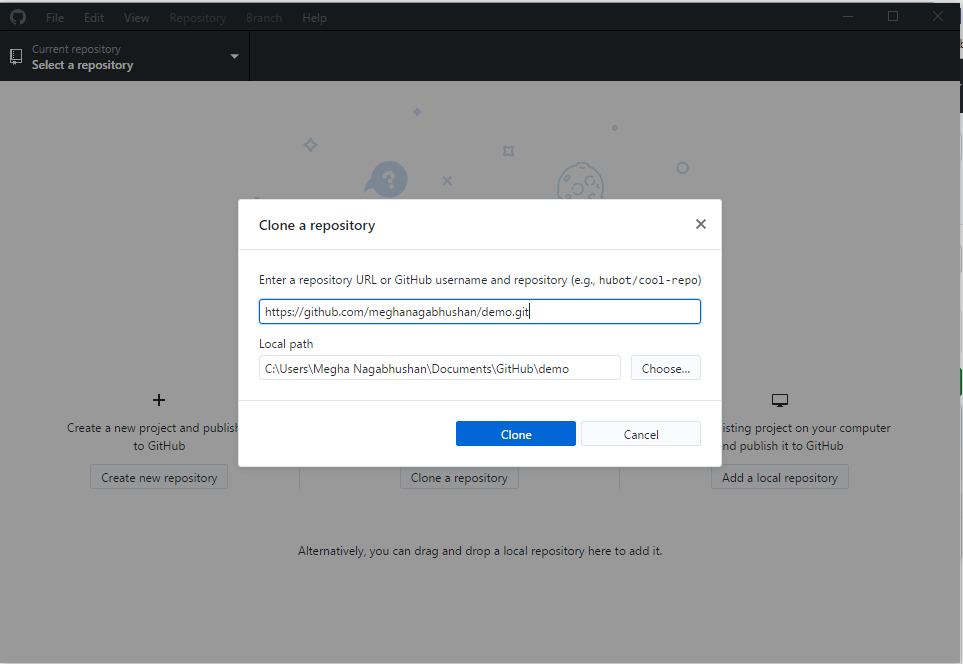 File Edit View Repository Branch Help
Current repository
Select a repository
Clone a repository
Enter a repository URL or GitHub username and repository (e.g., hubot/cool-repo)
https://github.com/meghanagabhushan/demo.git
Local path
C:\Users\Megha Nagabhushan\Documents\GitHub\demo
Choose...
Clone
Cancel
Create a new project and publish
to GitHub
Create new repository
Clone a repository
isting project on your computer
nd publish it to GitHub
Add a local repository
Alternatively, you can drag and drop a local repository here to add it.